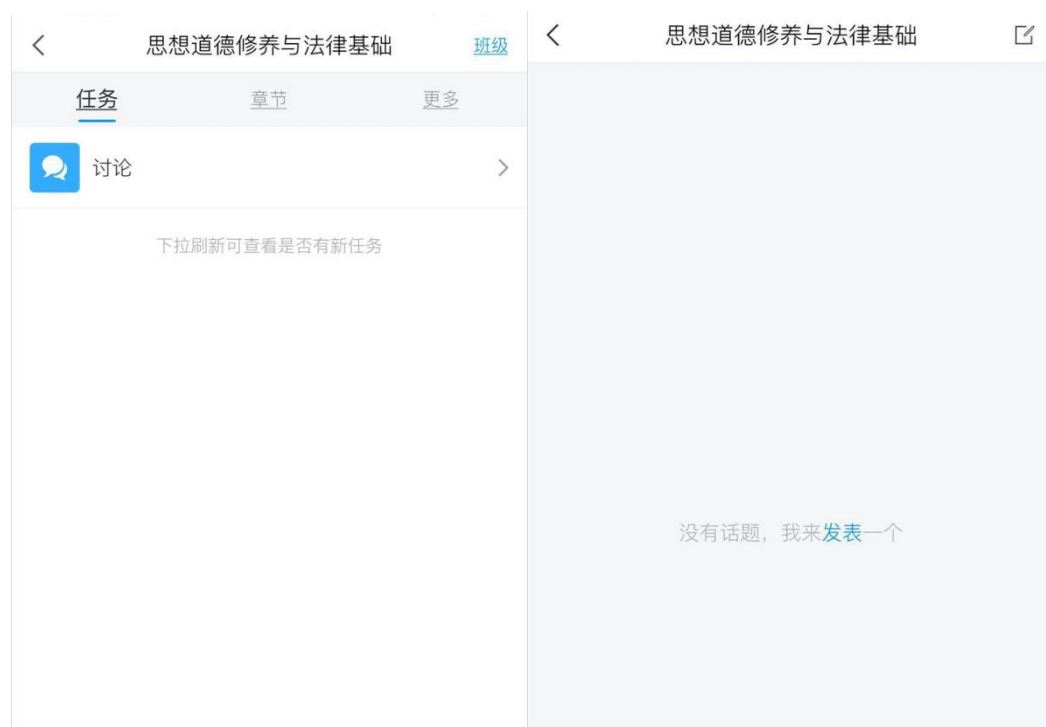 思想道德修养与法律基础 班级
任务 章节 更多
讨论
下拉刷新可查看是否有新任务
思想道德修养与法律基础
没有话题，我来发表一个